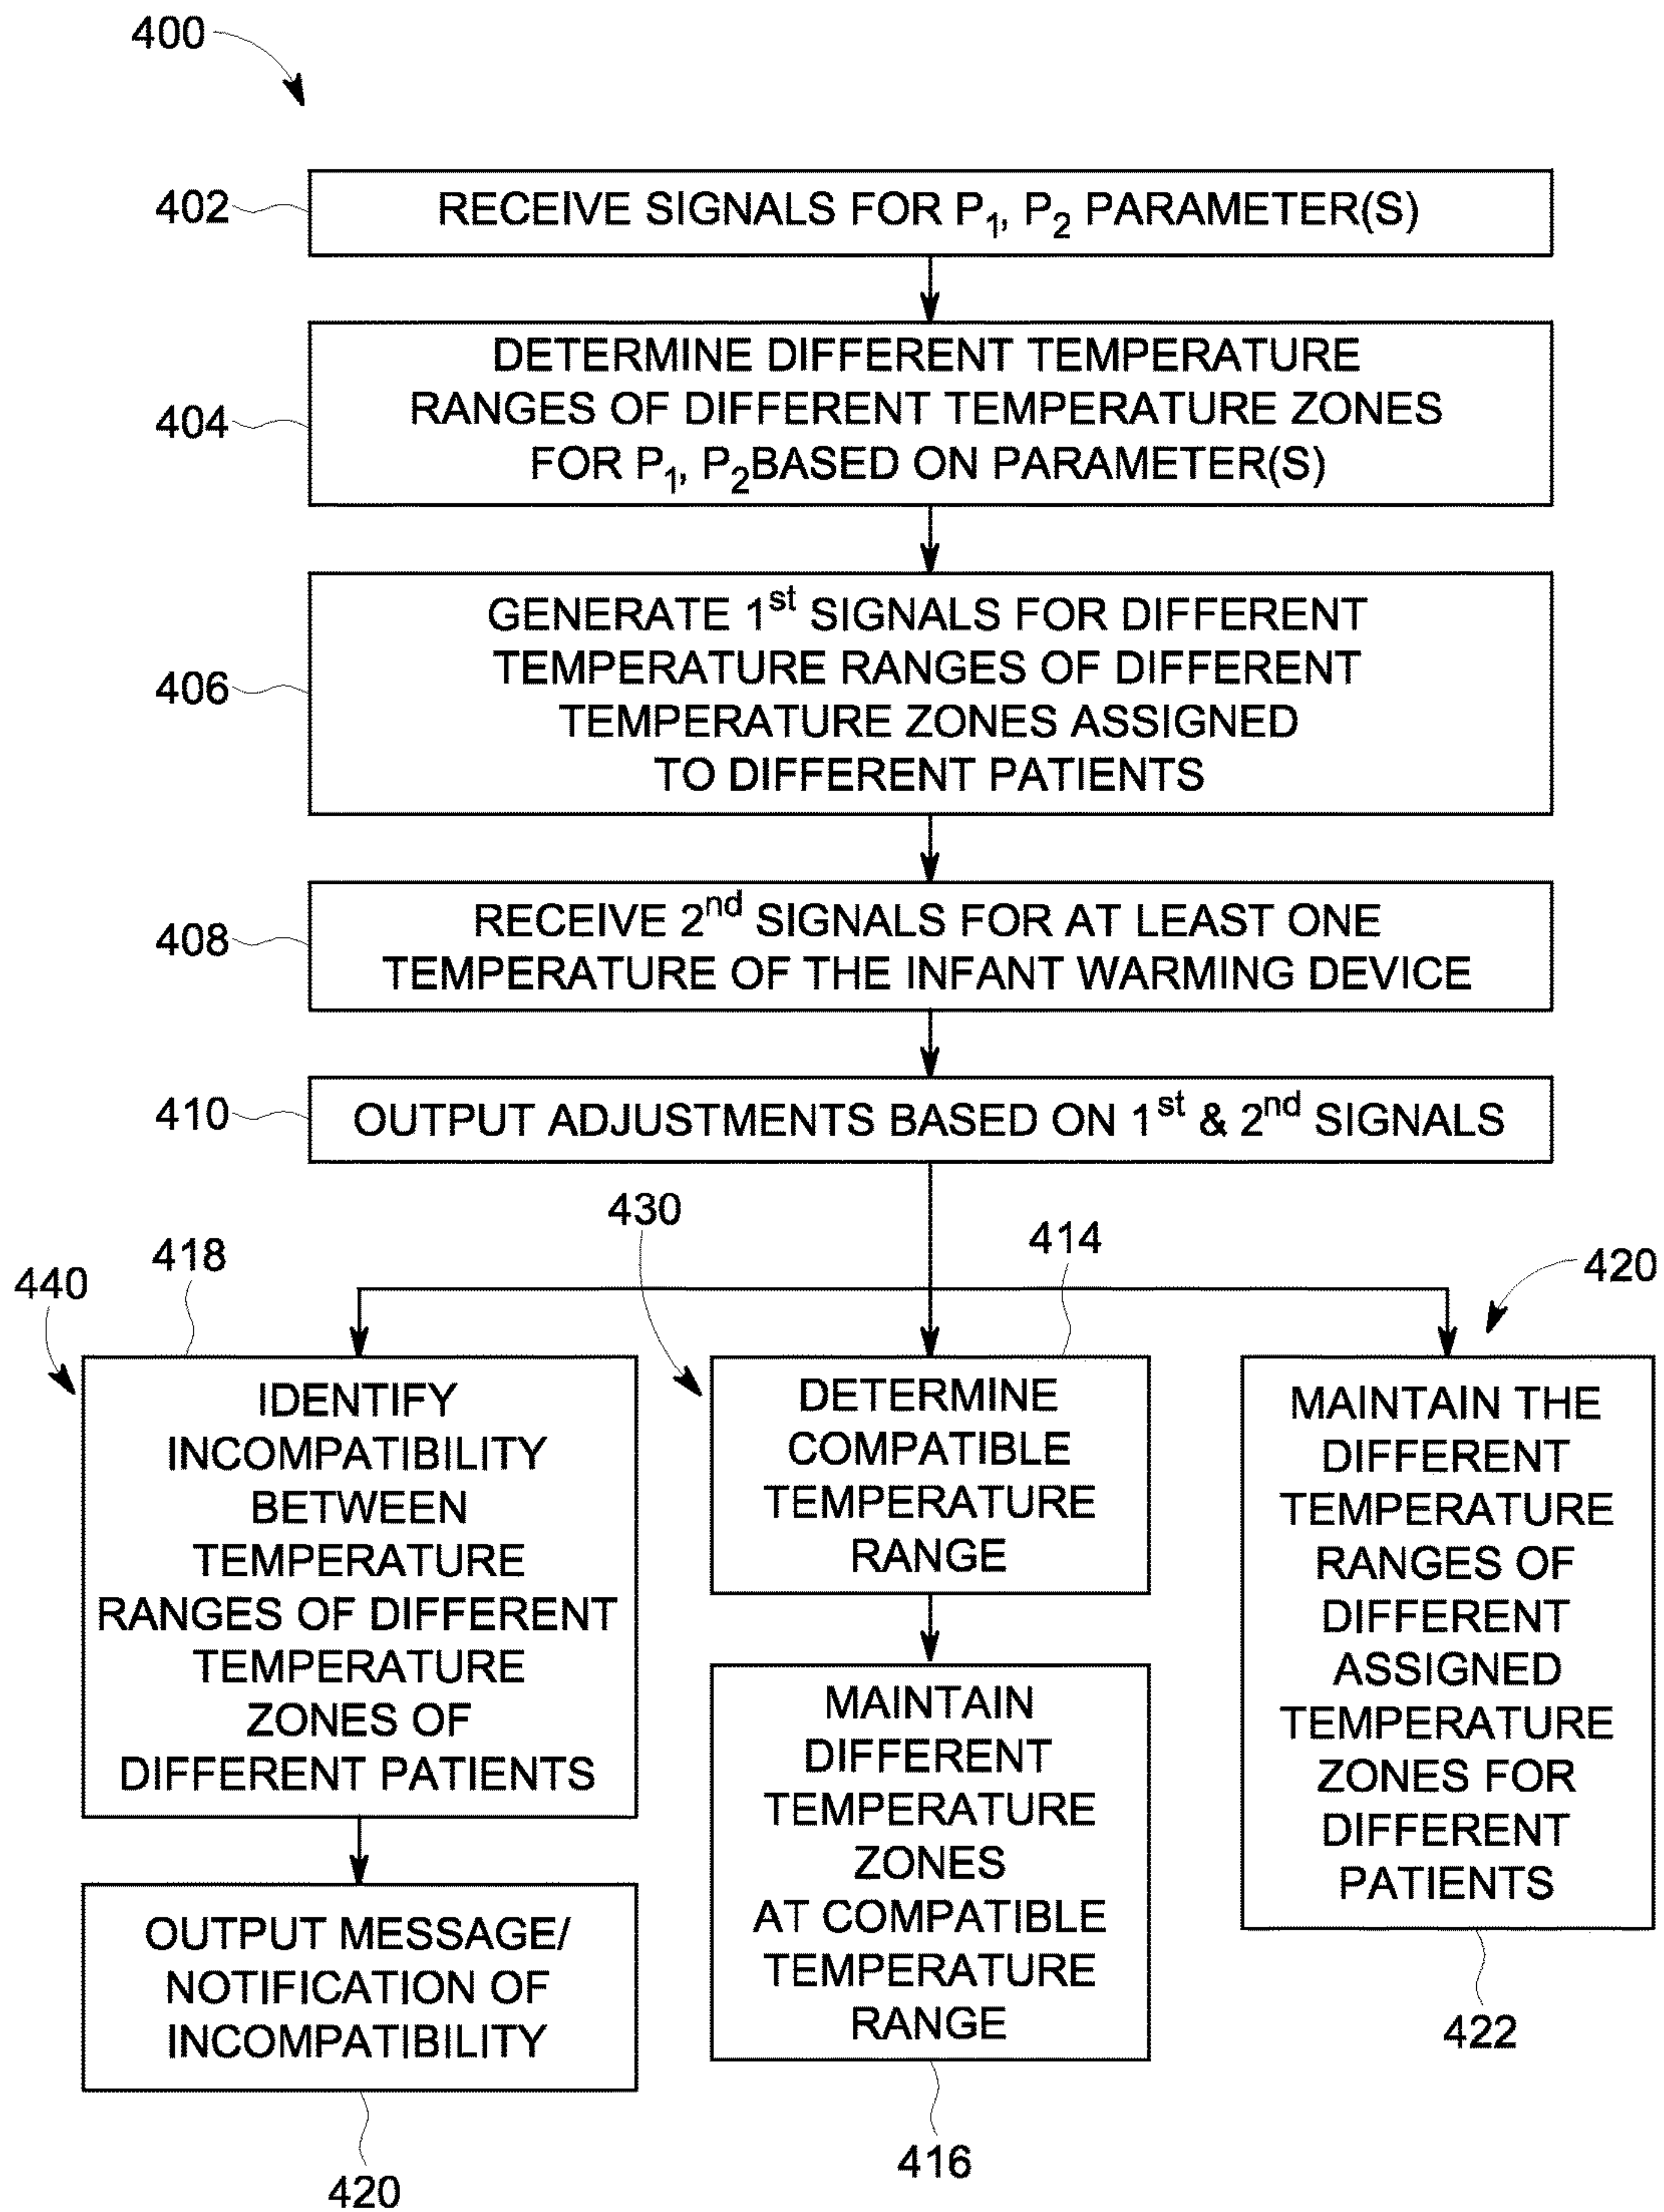 400
402
RECEIVE SIGNALS FOR P1, P2 PARAMETER(S)
404
DETERMINE DIFFERENT TEMPERATURE
RANGES OF DIFFERENT TEMPERATURE ZONES
FOR P1, P2BASED ON PARAMETER(S)
406
GENERATE 1st SIGNALS FOR DIFFERENT
TEMPERATURE RANGES OF DIFFERENT
TEMPERATURE ZONES ASSIGNED
TO DIFFERENT PATIENTS
408
RECEIVE 2nd SIGNALS FOR AT LEAST ONE
TEMPERATURE OF THE INFANT WARMING DEVICE
410
OUTPUT ADJUSTMENTS BASED ON 1st & 2nd SIGNALS
440
418
IDENTIFY
INCOMPATIBILITY
BETWEEN
TEMPERATURE
RANGES OF DIFFERENT
TEMPERATURE
ZONES OF
DIFFERENT PATIENTS
OUTPUT MESSAGE/
NOTIFICATION OF
INCOMPATIBILITY
420
430
414
DETERMINE
COMPATIBLE
TEMPERATURE
RANGE
MAINTAIN
DIFFERENT
TEMPERATURE
ZONES
AT COMPATIBLE
TEMPERATURE
RANGE
416
420
MAINTAIN THE
DIFFERENT
TEMPERATURE
RANGES OF
DIFFERENT
ASSIGNED
TEMPERATURE
ZONES FOR
DIFFERENT
PATIENTS
422